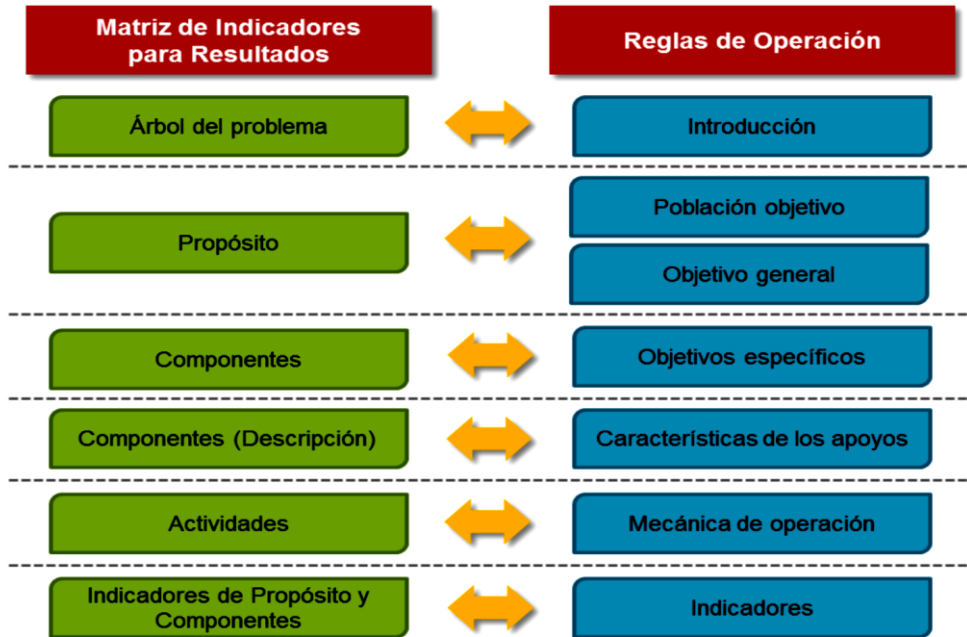 Matriz de Indicadores
para Resultados
Reglas de Operación
Árbol del problema
Introducción
Propósito
Población objetivo
Objetivo general
Componentes
Objetivos específicos
Componentes (Descripción)
Características de los apoyos
Actividades
Mecánica de operación
Indicadores de Propósito y
Componentes
Indicadores